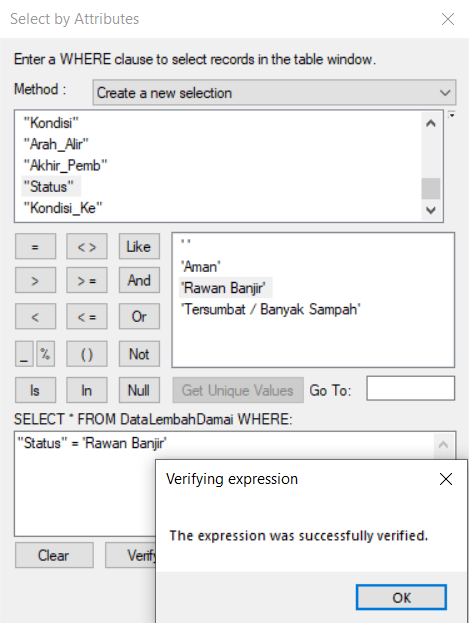 Select by Attributes
Enter a WHERE clause to select records in the table window.
Method :
Create a new selection
"Kondisi"
"Arah_Alir"
"Akhir_Pemb"
"Status"
"Kondisi_Ke"
= < > Like
> > = And
< < = Or
_ % ( ) Not
Is In Null
' '
'Aman'
'Rawan Banjir'
'Tersumbat / Banyak Sampah'
Get Unique Values Go To:
SELECT * FROM DataLembahDamai WHERE:
"Status" = 'Rawan Banjir'
Clear
Verify
Verifying expression
The expression was successfully verified.
OK